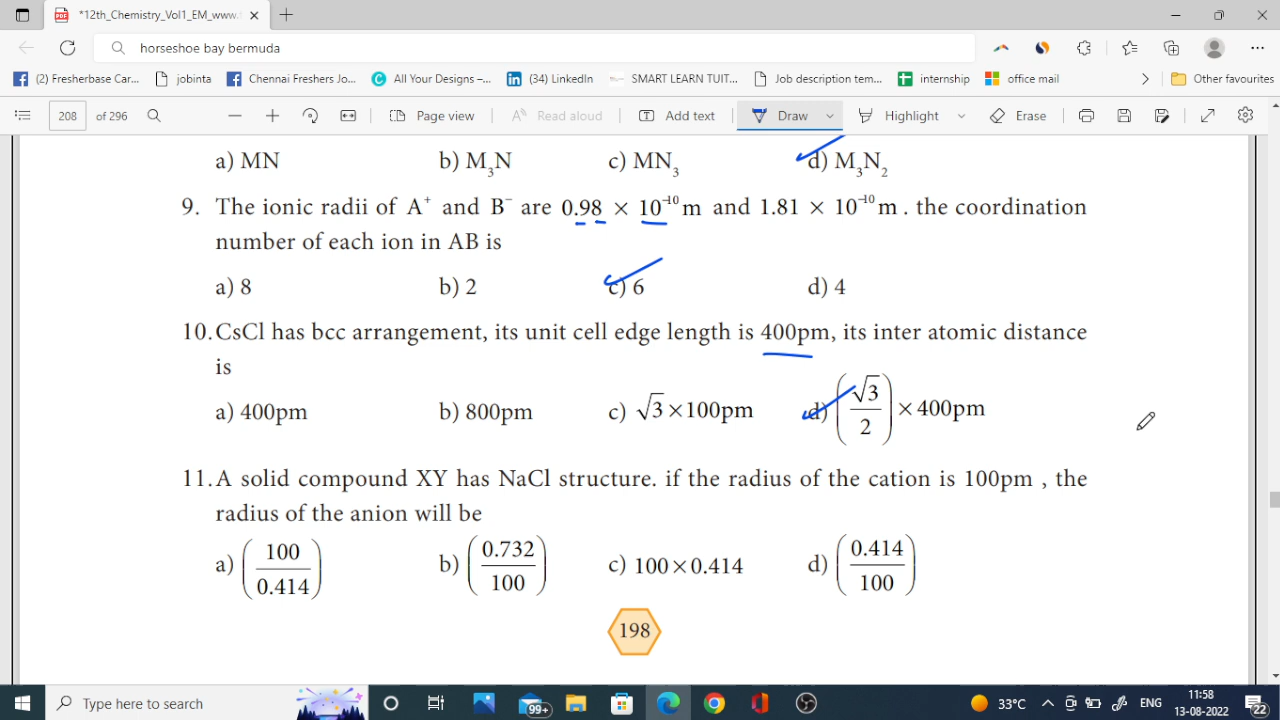 *12th_Chemistry_Vol1_EM_www.
horseshoe bay bermuda
(2) Fresherbase Car... jobinta Chennai Freshers Jo... All Your Designs –... (34) LinkedIn SMART LEARN TUIT... Job description tem... internship office mail Other favourites
208 of 296 Page view Read aloud Add text Draw Highlight Erase
a) MN b) M₃N c) MN₃ d) M₃N₂
9. The ionic radii of A⁺ and B⁻ are 0.98 × 10⁻¹⁰ m and 1.81 × 10⁻¹⁰ m . the coordination
number of each ion in AB is
a) 8 b) 2 c) 6 d) 4
10. CsCl has bcc arrangement, its unit cell edge length is 400pm, its inter atomic distance
is
a) 400pm b) 800pm c) √3 × 100pm d) (√3/2) × 400pm
11. A solid compound XY has NaCl structure. if the radius of the cation is 100pm , the
radius of the anion will be
a) (100/0.414) b) (0.732/100) c) 100 × 0.414 d) (0.414/100)
198
Type here to search 99+ 33°C ENG 11:58
13-08-2022 22